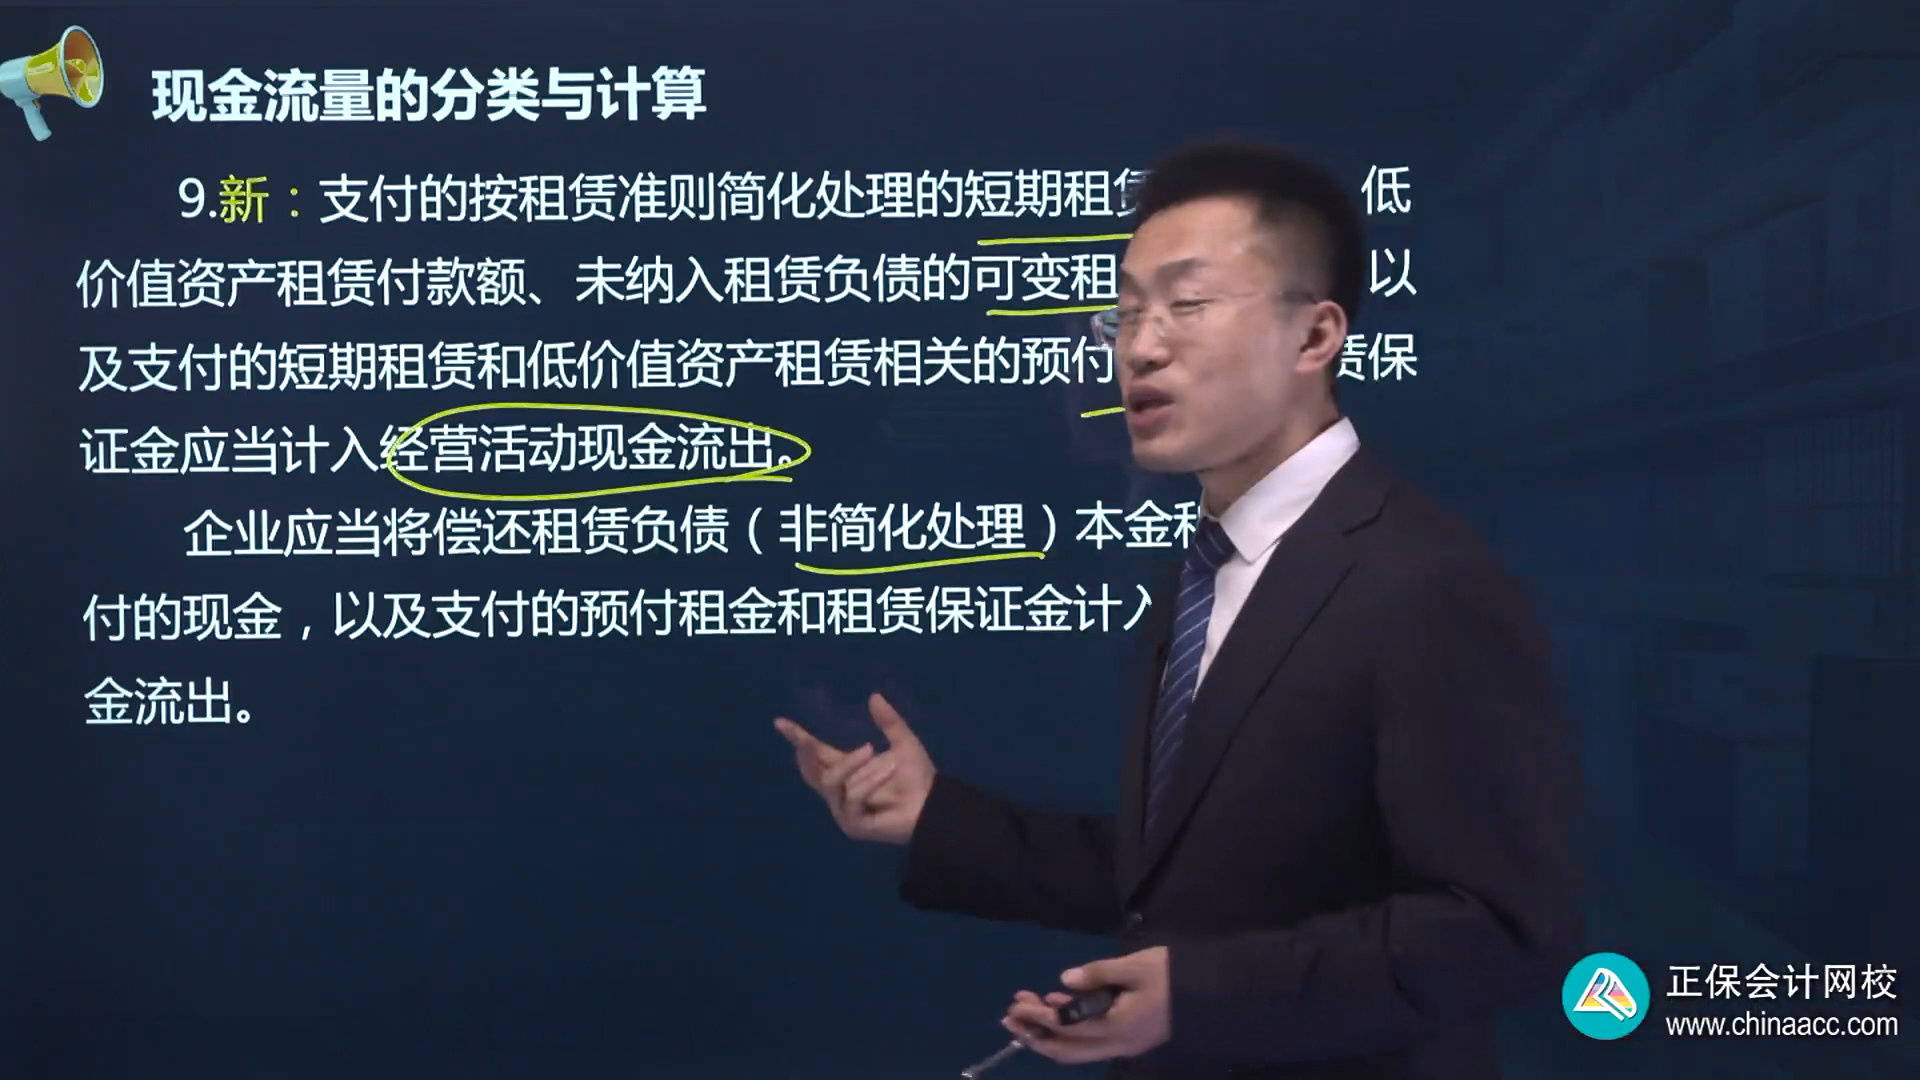 现金流量的分类与计算
9.新：支付的按租赁准则简化处理的短期租 低
价值资产租赁付款额、未纳入租赁负债的可变租 以
及支付的短期租赁和低价值资产租赁相关的预付 赁保
证金应当计入经营活动现金流出。
企业应当将偿还租赁负债（非简化处理）本金
付的现金，以及支付的预付租金和租赁保证金计入
金流出。
正保会计网校
www.chinaacc.com